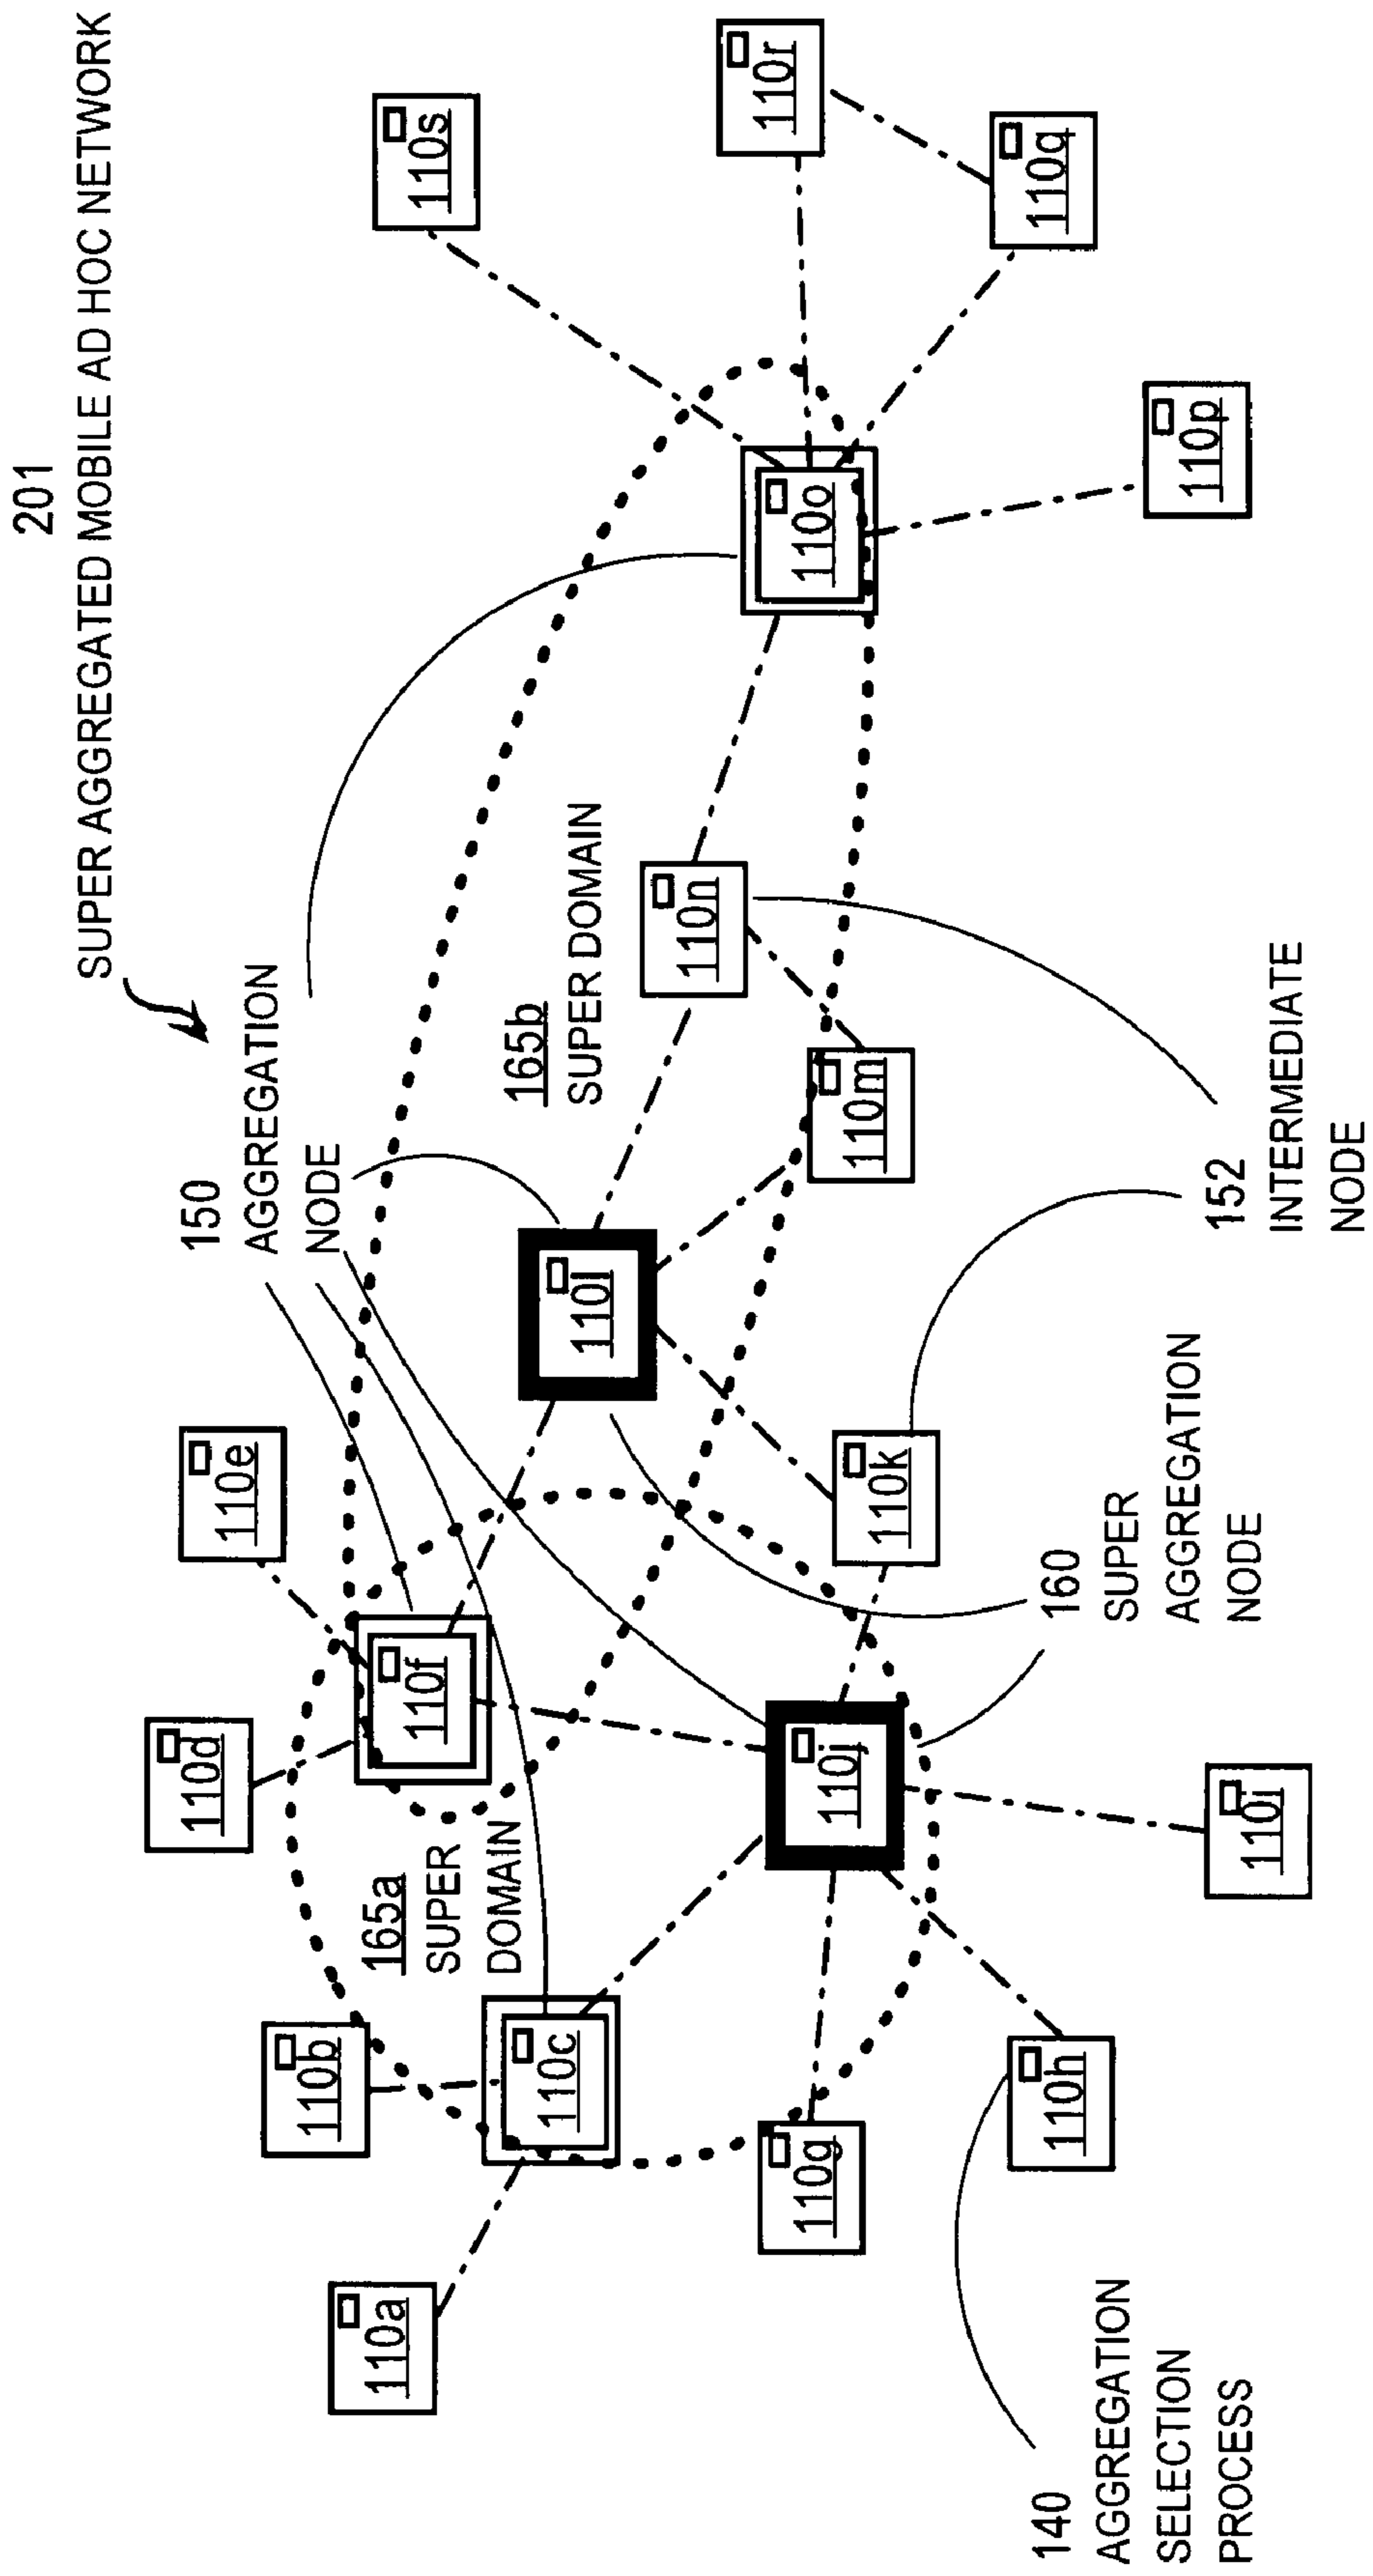 201
SUPER AGGREGATED MOBILE AD HOC NETWORK
150
AGGREGATION
NODE
110a
110b
110c
110d
110e
110f
110g
110h
110i
110j
110k
110l
110m
110n
110o
110p
110q
110r
110s
165a
SUPER
DOMAIN
165b
SUPER DOMAIN
140
AGGREGATION
SELECTION
PROCESS
160
SUPER
AGGREGATION
NODE
152
INTERMEDIATE
NODE